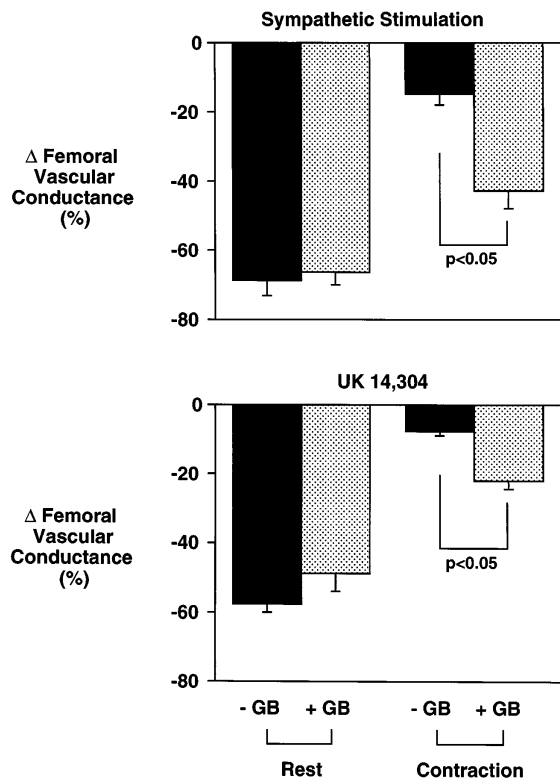 Sympathetic Stimulation
0
-20
-40
-60
-80
Δ Femoral
Vascular
Conductance
(%)
p<0.05
UK 14,304
0
-20
-40
-60
-80
Δ Femoral
Vascular
Conductance
(%)
p<0.05
- GB + GB - GB + GB
Rest Contraction